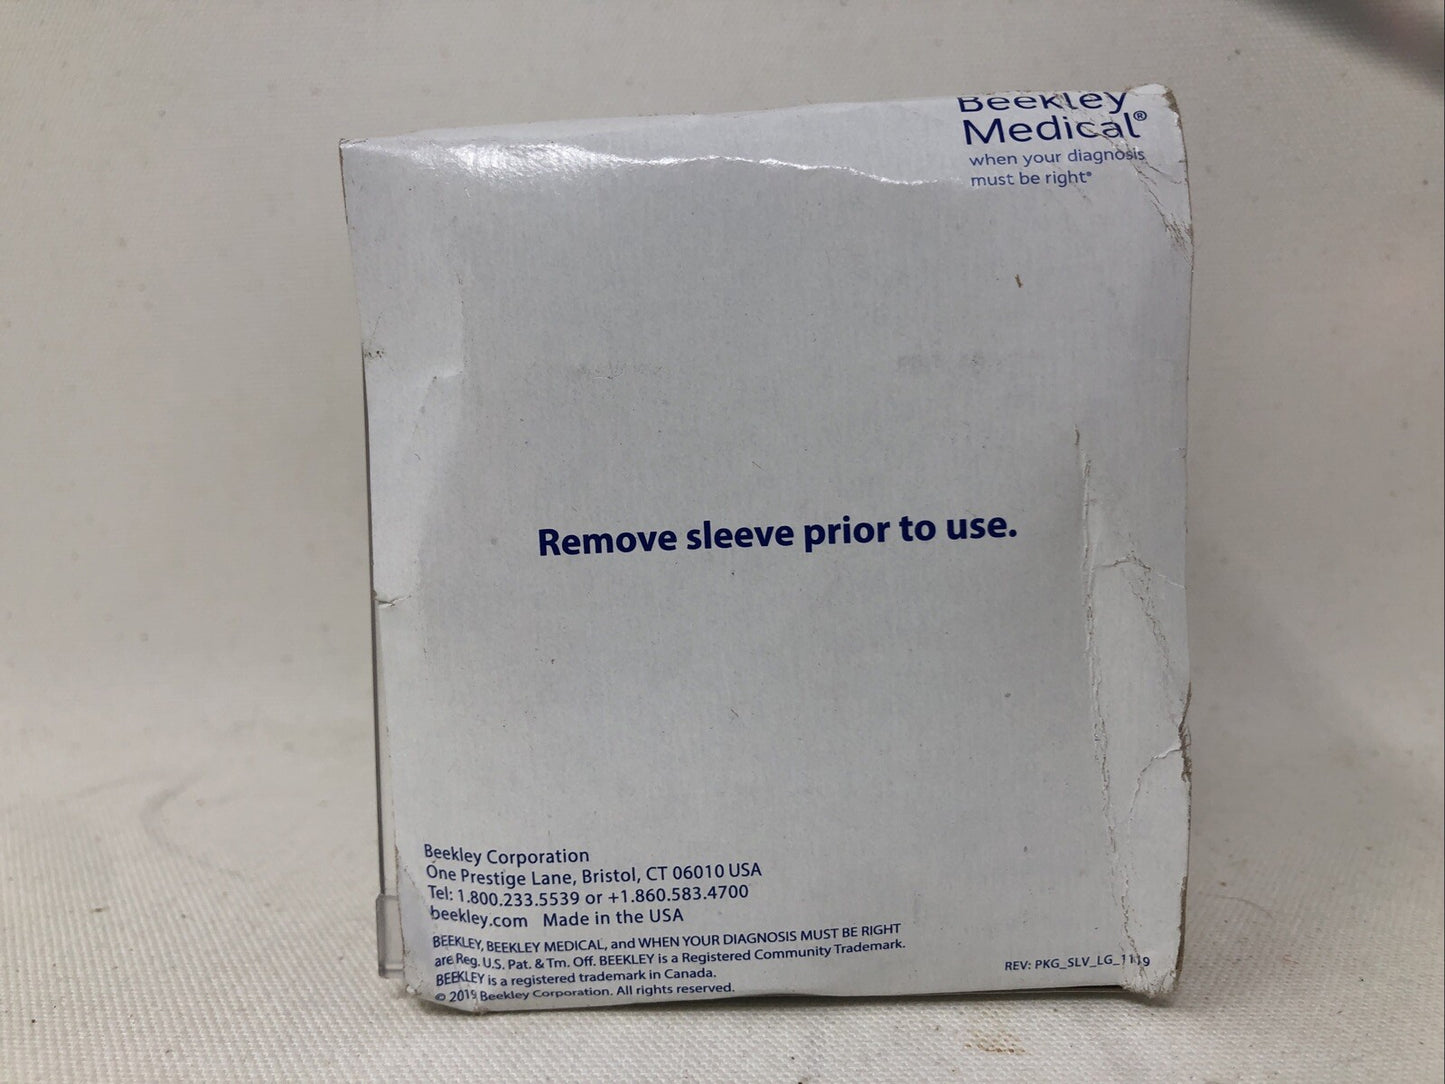 Beekley
Medical®
when your diagnosis
must be right®
Remove sleeve prior to use.
Beekley Corporation
One Prestige Lane, Bristol, CT 06010 USA
Tel: 1.800.233.5539 or +1.860.583.4700
beekley.com Made in the USA
BEEKLEY, BEEKLEY MEDICAL, and WHEN YOUR DIAGNOSIS MUST BE RIGHT
are Reg. U.S. Pat. & Tm. Off. BEEKLEY is a Registered Community Trademark.
BEEKLEY is a registered trademark in Canada.
© 2019 Beekley Corporation. All rights reserved.
REV: PKG_SLV_LG_1119